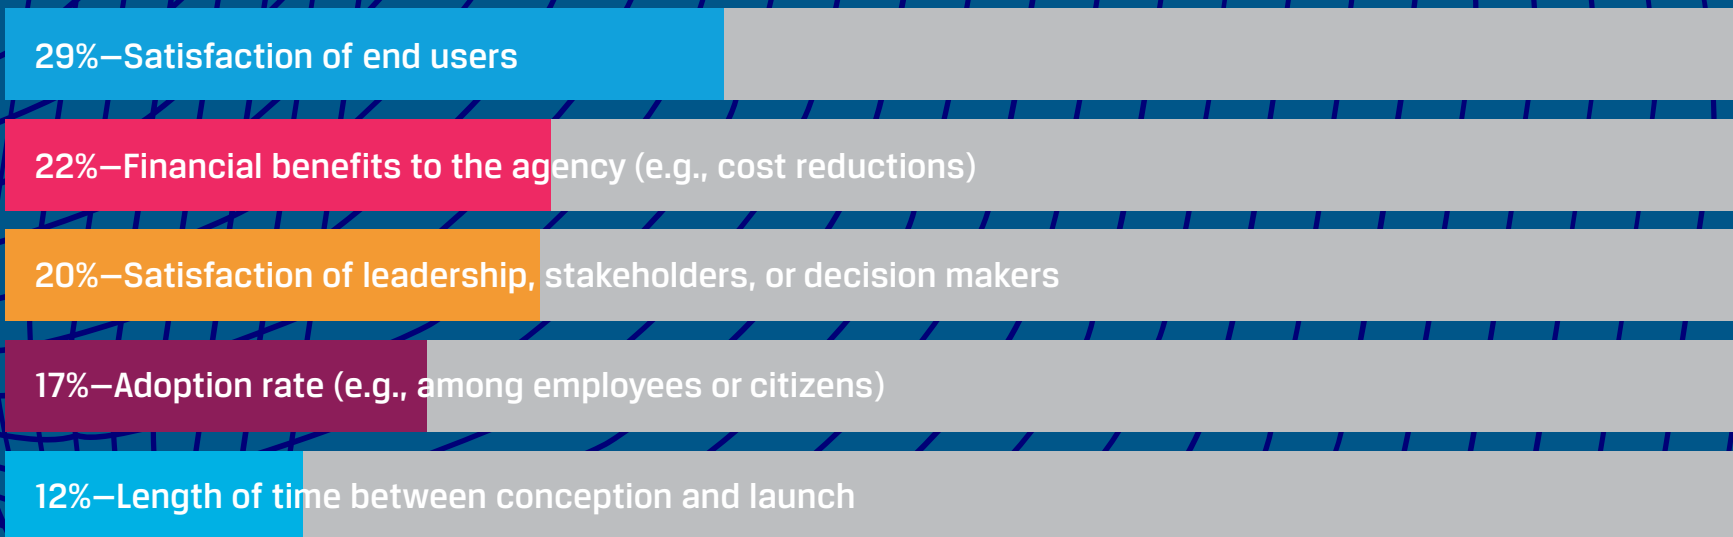 29%—Satisfaction of end users
22%—Financial benefits to the agency (e.g., cost reductions)
20%—Satisfaction of leadership, stakeholders, or decision makers
17%—Adoption rate (e.g., among employees or citizens)
12%—Length of time between conception and launch